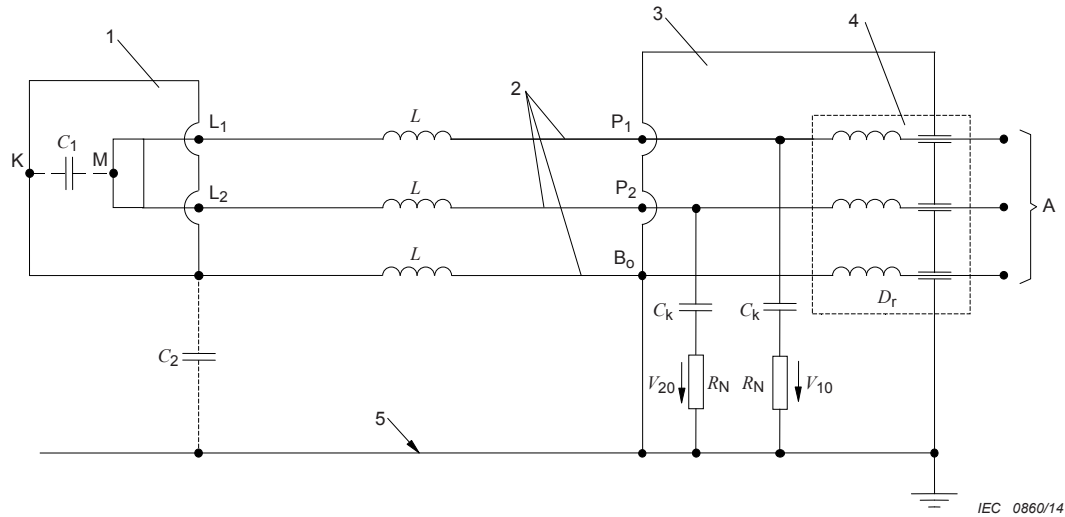 3 4
1
2
L1 L P1
C1
K M
A
L2 L P2
L Bo
Dr
Ck Ck
C2
V20 RN RN V10
5
IEC 0860/14